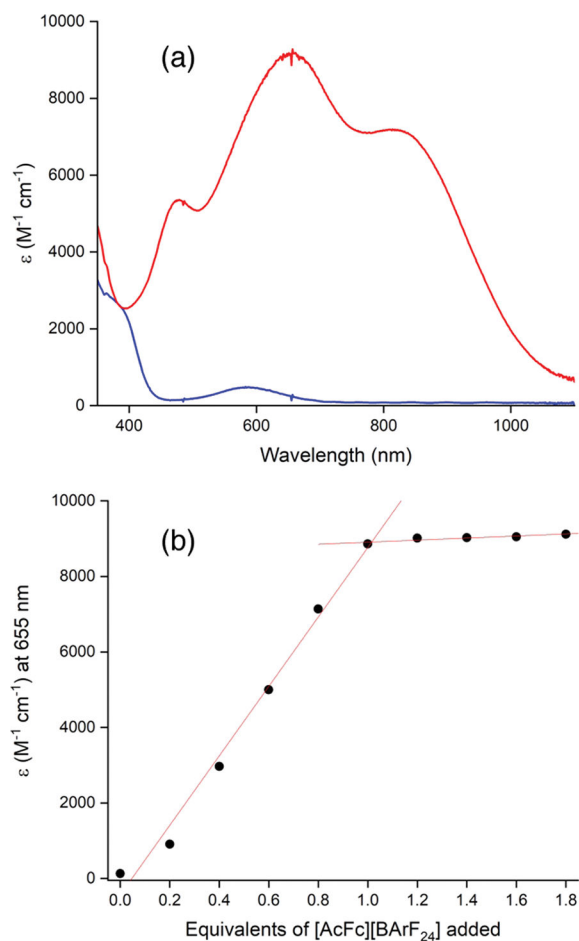 (a)
10000
8000
6000
4000
2000
0
ε (M⁻¹ cm⁻¹)
400 600 800 1000
Wavelength (nm)
(b)
10000
8000
6000
4000
2000
0
ε (M⁻¹ cm⁻¹) at 655 nm
0.0 0.2 0.4 0.6 0.8 1.0 1.2 1.4 1.6 1.8
Equivalents of [AcFc][BArF₂₄] added